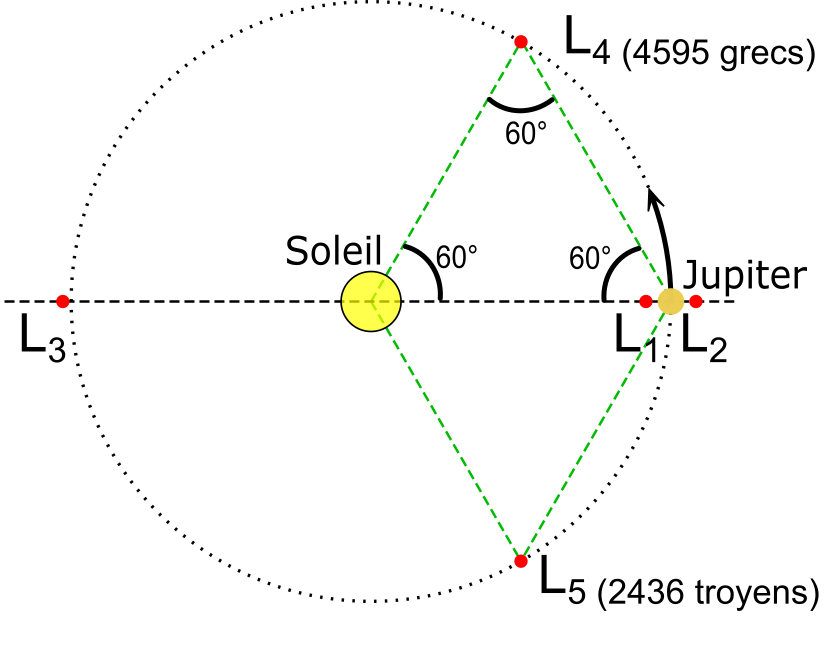 L4 (4595 grecs)
60°
Soleil
60°
60°
Jupiter
L3
L1
L2
L5 (2436 troyens)